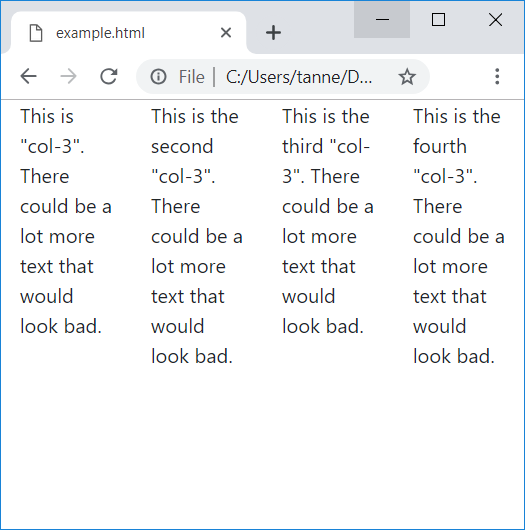 example.html
File | C:/Users/tanne/D...
This is
"col-3".
There
could be a
lot more
text that
would
look bad.
This is the
second
"col-3".
There
could be a
lot more
text that
would
look bad.
This is the
third "col-
3". There
could be a
lot more
text that
would
look bad.
This is the
fourth
"col-3".
There
could be a
lot more
text that
would
look bad.